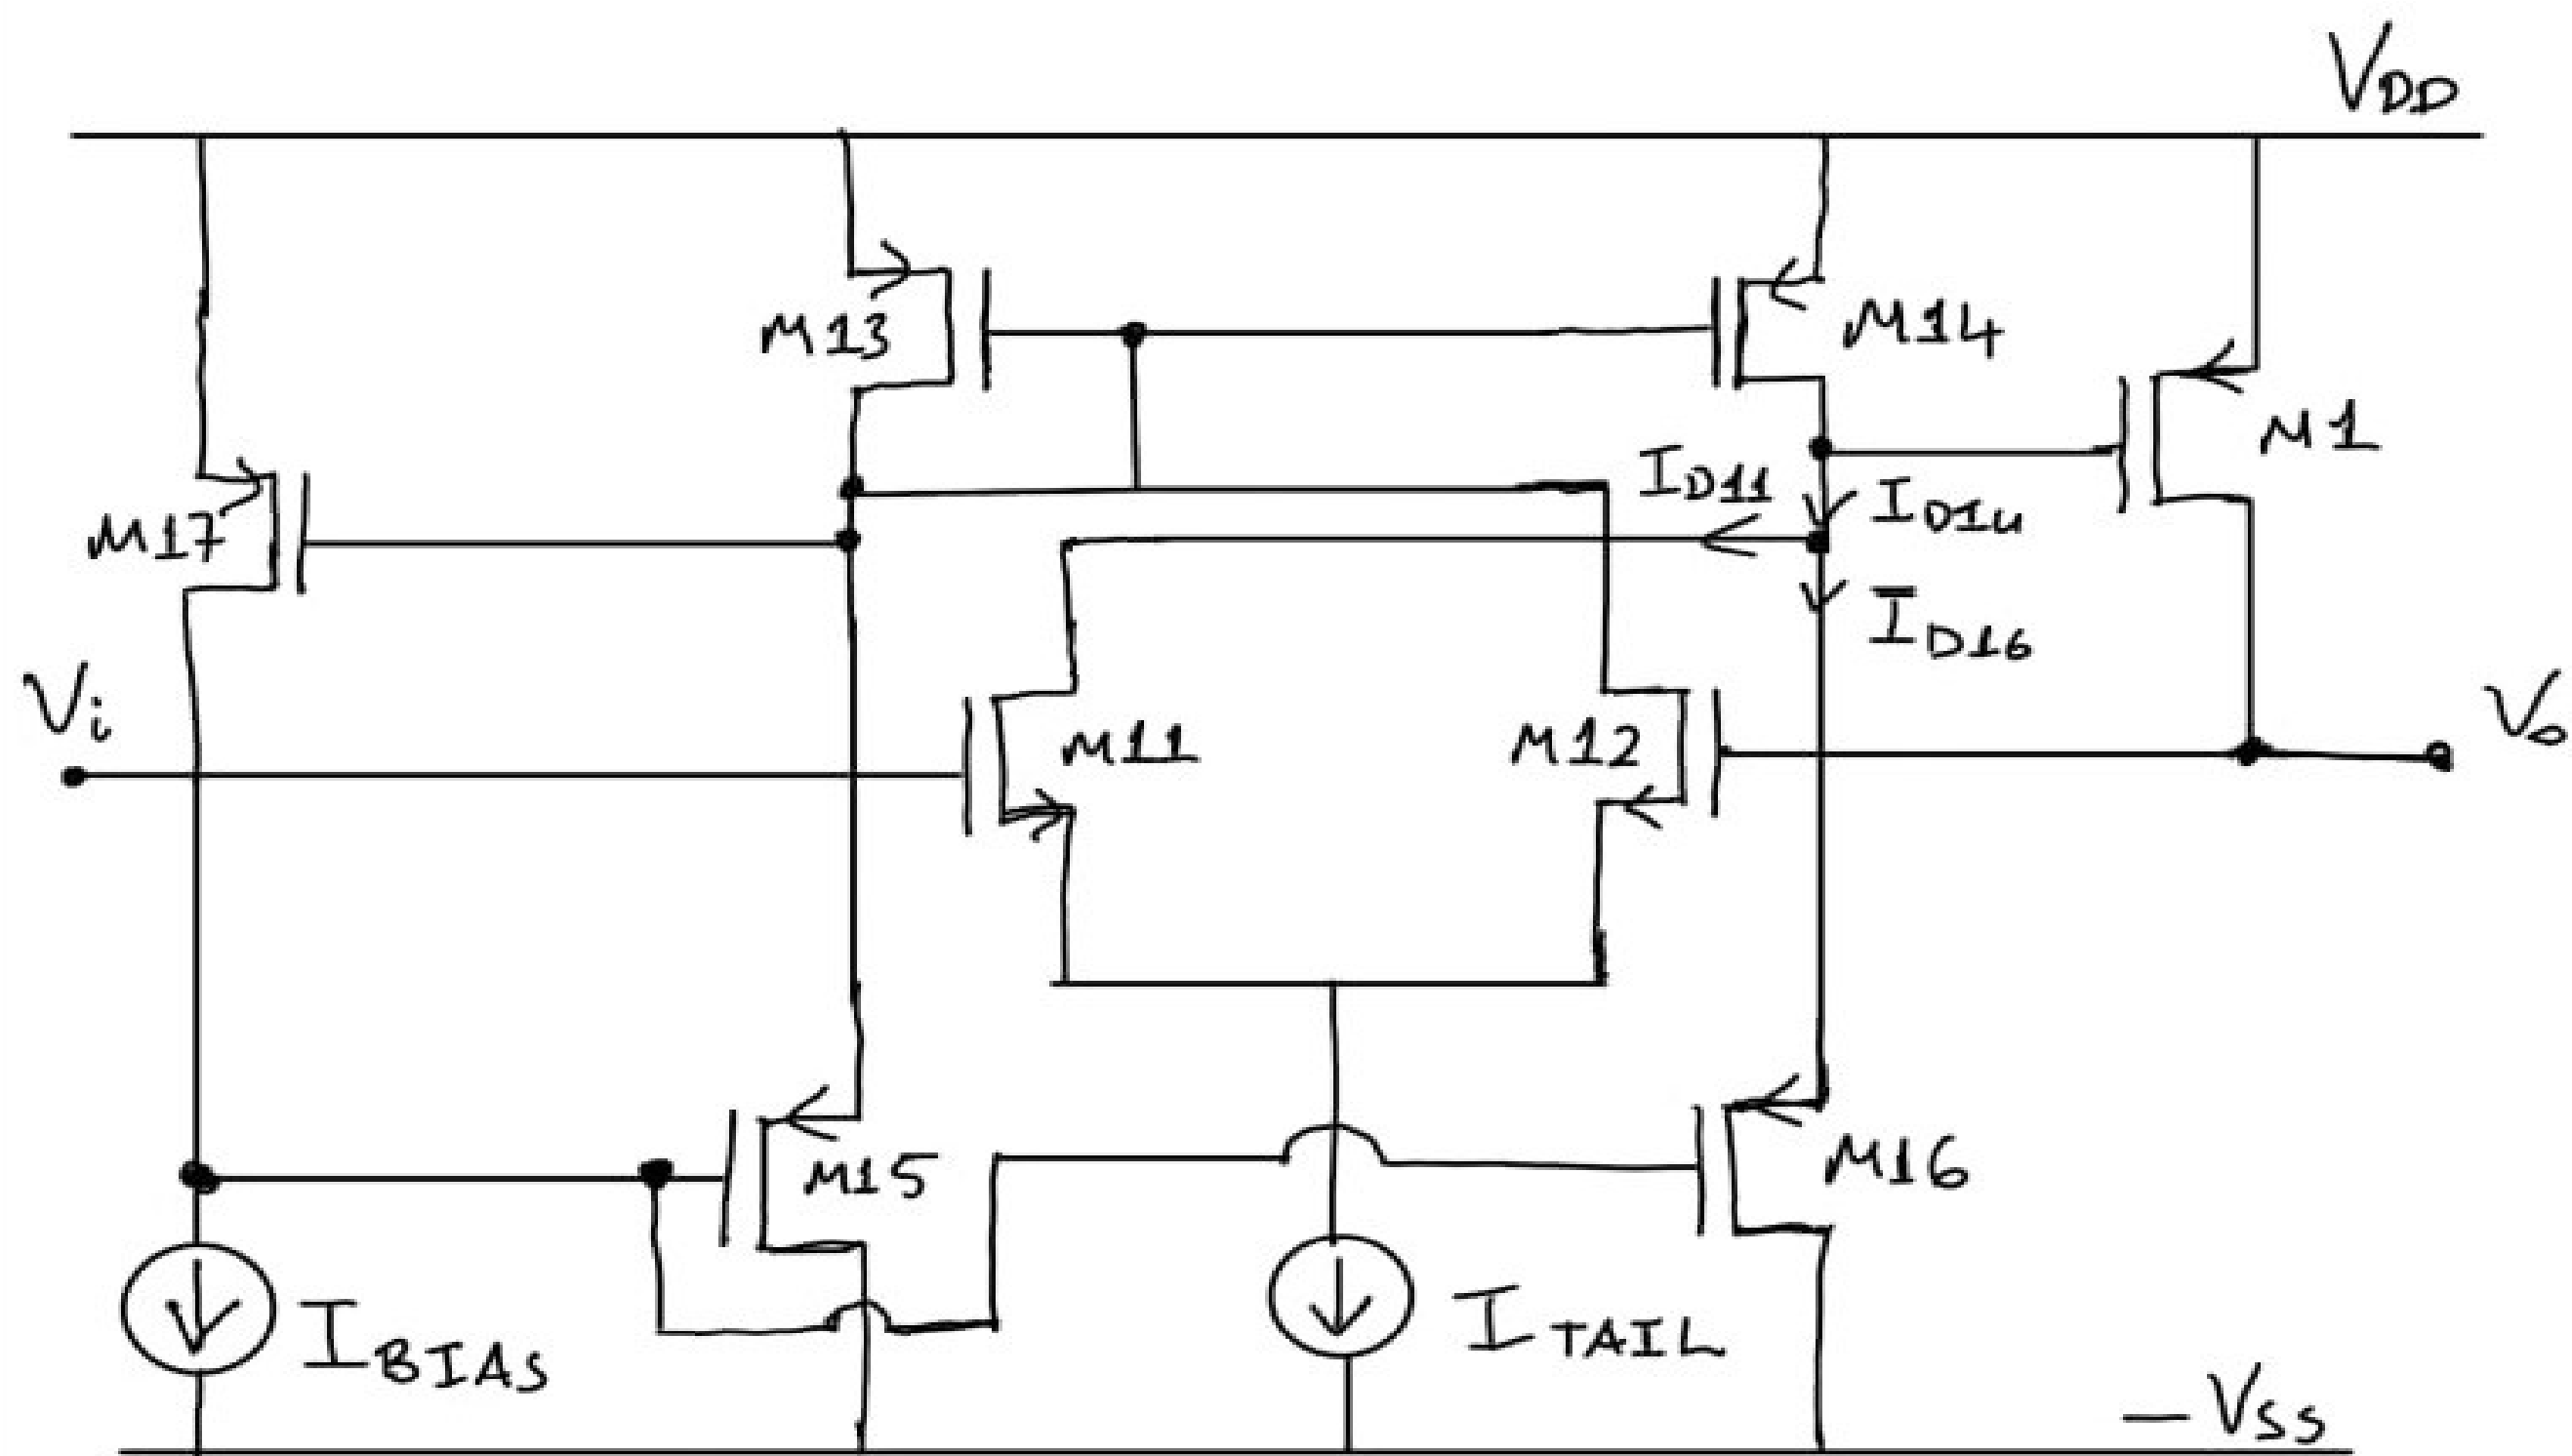 VDD
M13
M14
M1
ID11
ID14
M17
ID16
Vi
M11
M12
Vo
M15
M16
IBIAS
ITAIL
-VSS